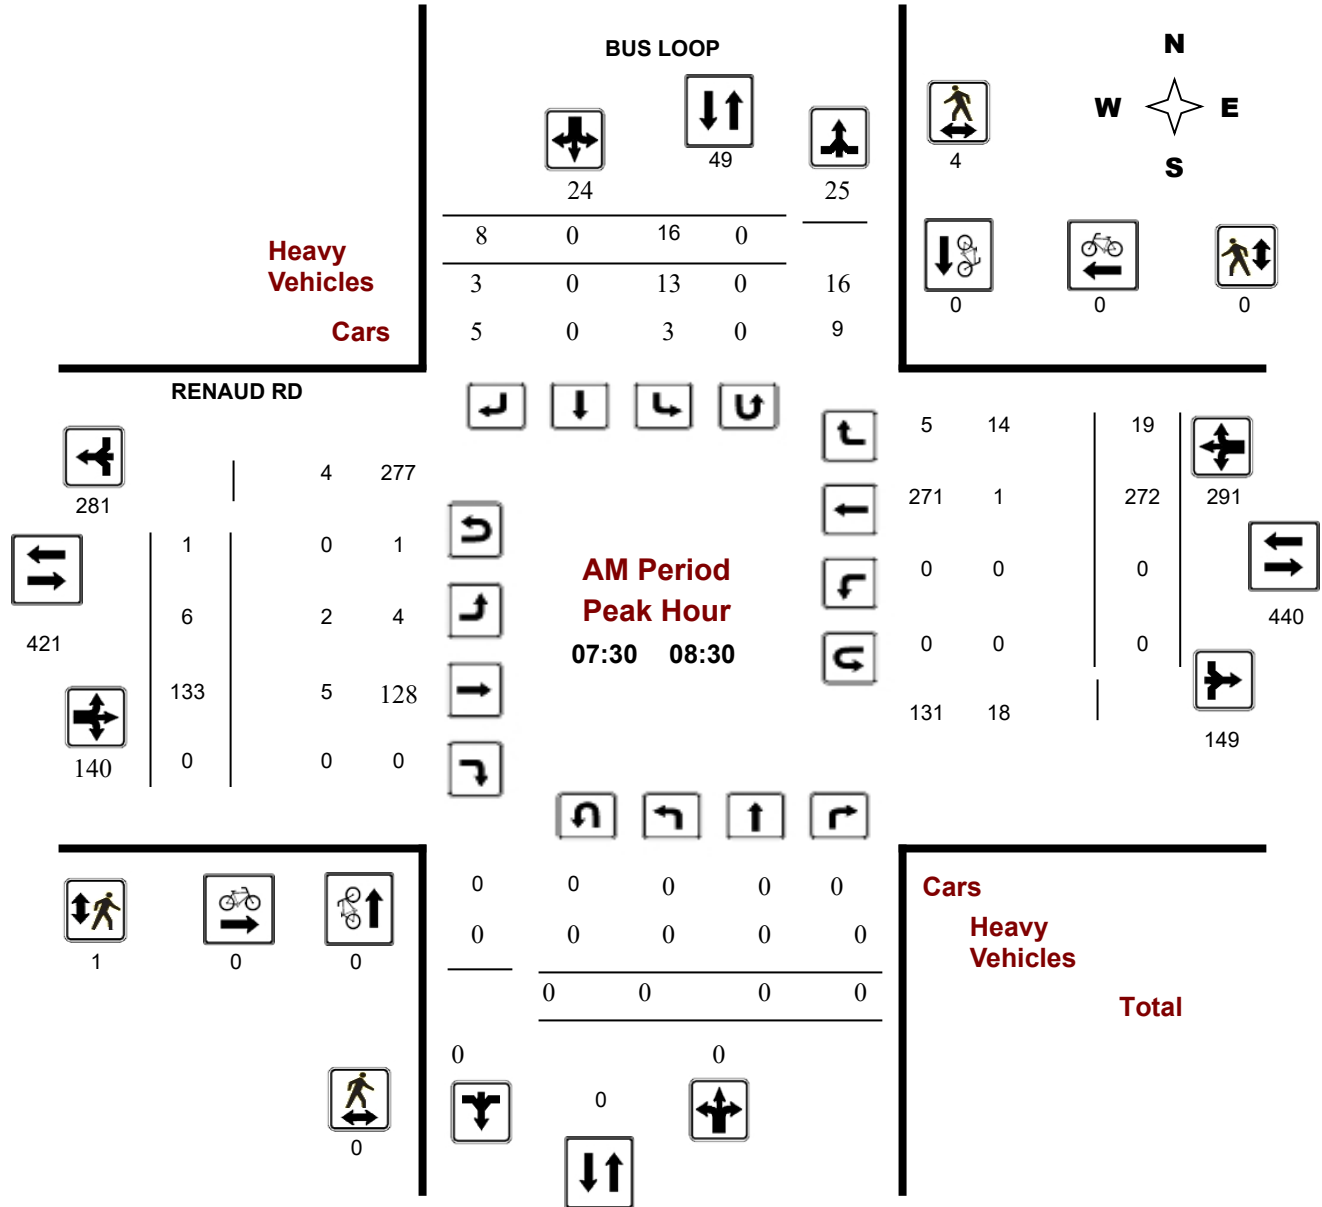 BUS LOOP
N
W E
S
49
4
24 25
8 0 16 0
Heavy
Vehicles
3 0 13 0 16
0 0 0
Cars
5 0 3 0 9
RENAUD RD
5 14 19
4 277
281
271 1 272 291
1 0 1
AM Period
0 0 0
Peak Hour
6 2 4
440
421
07:30 08:30
0 0 0
133 5 128
131 18
149
140 0 0 0
0 0 0 0 0
Cars
Heavy
Vehicles
0 0 0 0 0
1 0 0
0 0 0 0
Total
0 0
0
0